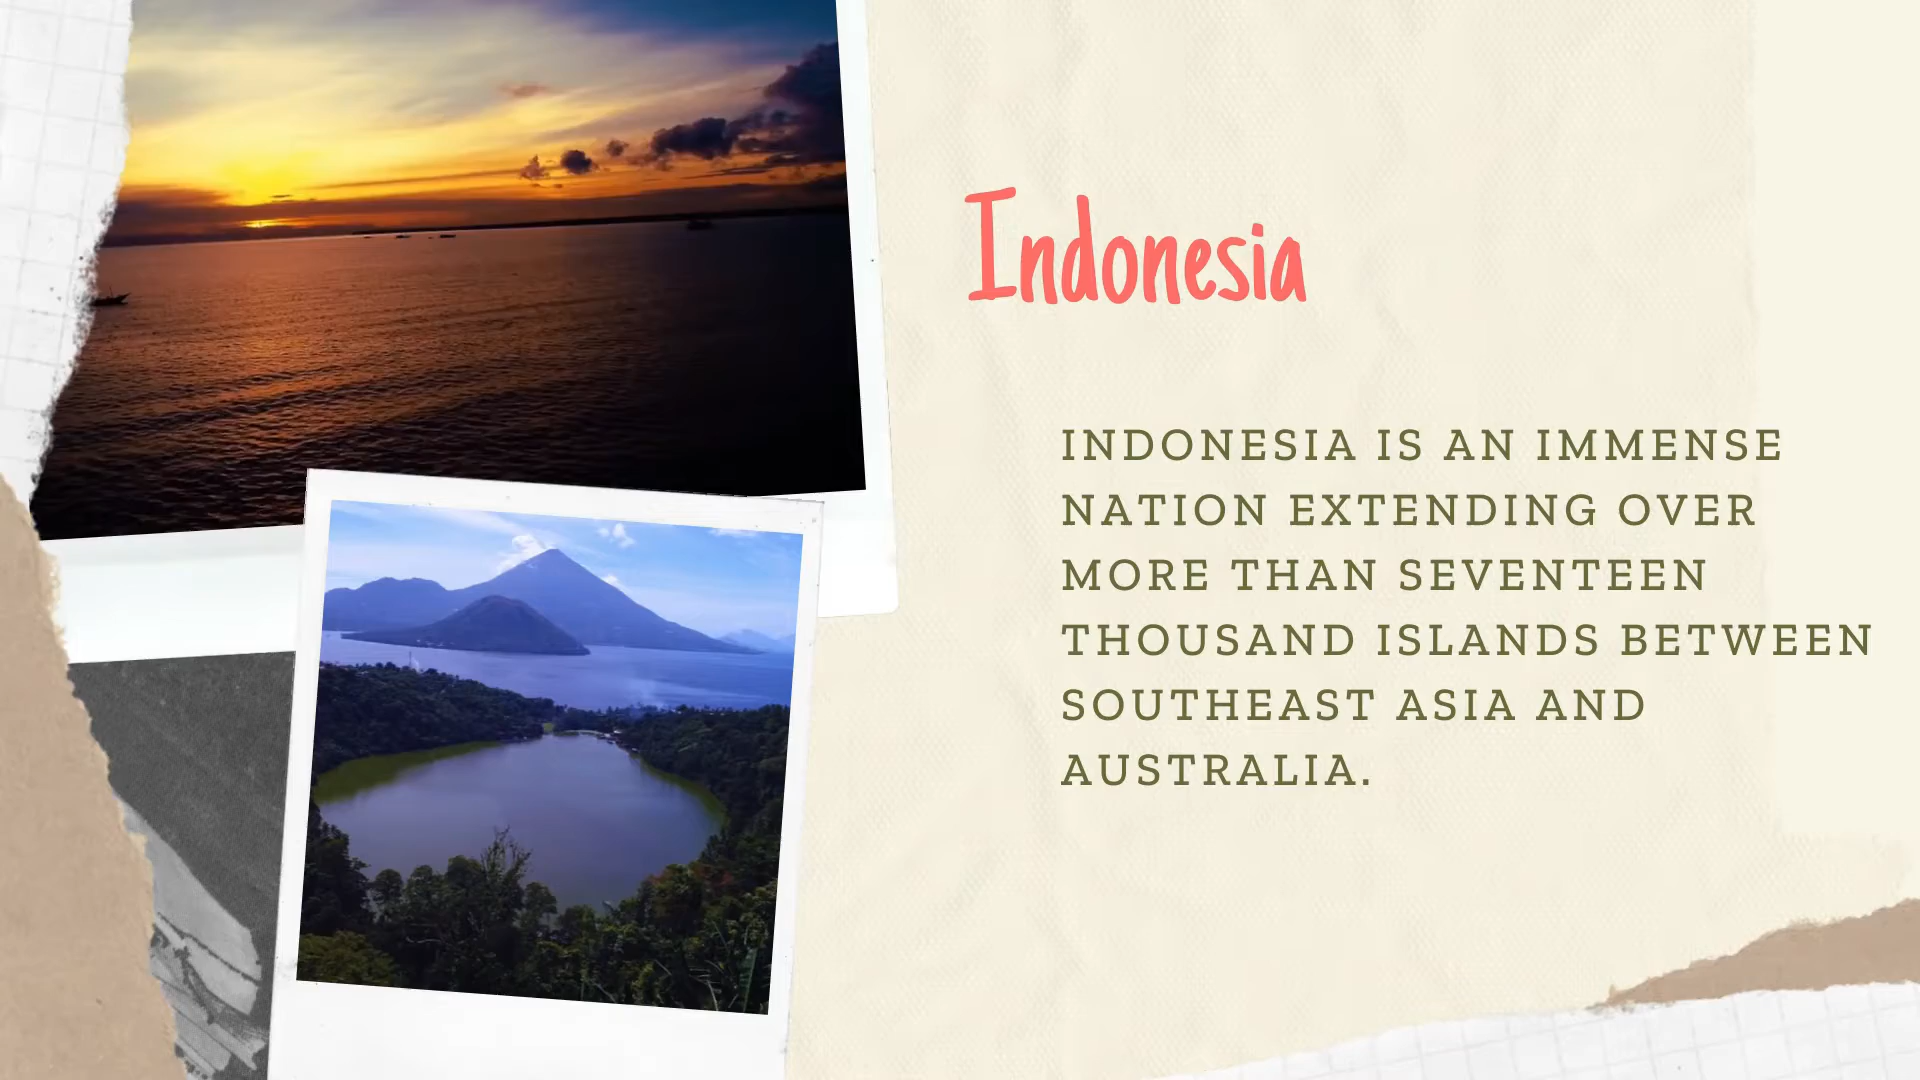 Indonesia
INDONESIA IS AN IMMENSE
NATION EXTENDING OVER
MORE THAN SEVENTEEN
THOUSAND ISLANDS BETWEEN
SOUTHEAST ASIA AND
AUSTRALIA.